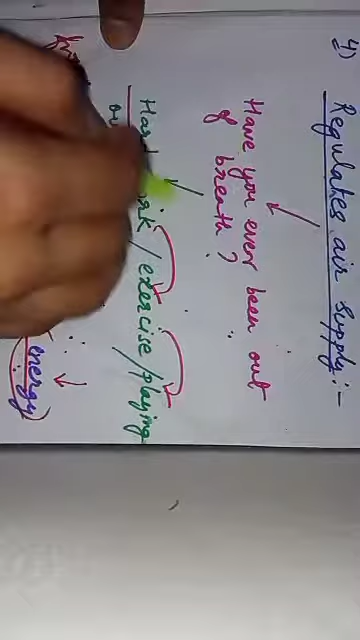 4) Regulates air supply :-
Have you ever been out
of breath ?
Hard work / exercise / playing
energy